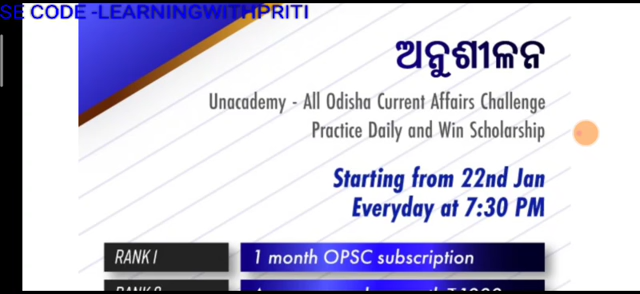 SE CODE -LEARNINGWITHPRITI
ଅନୁଶୀଳନ
Unacademy - All Odisha Current Affairs Challenge
Practice Daily and Win Scholarship
Starting from 22nd Jan
Everyday at 7:30 PM
RANK 1 1 month OPSC subscription